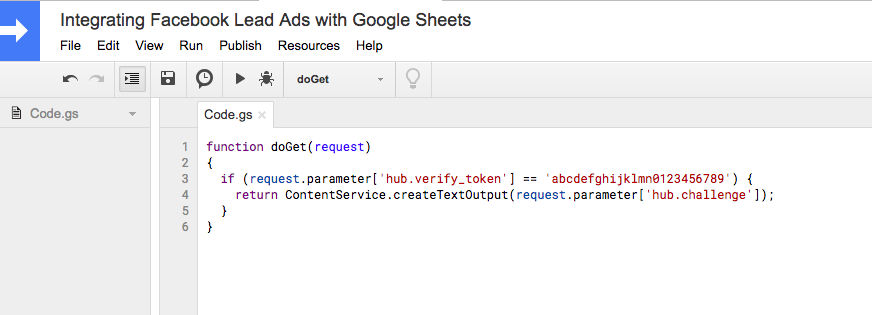 Integrating Facebook Lead Ads with Google Sheets
File Edit View Run Publish Resources Help
doGet
Code.gs
Code.gs ×
1 function doGet(request)
2 {
3 if (request.parameter['hub.verify_token'] == 'abcdefghijklmn0123456789') {
4 return ContentService.createTextOutput(request.parameter['hub.challenge']);
5 }
6 }